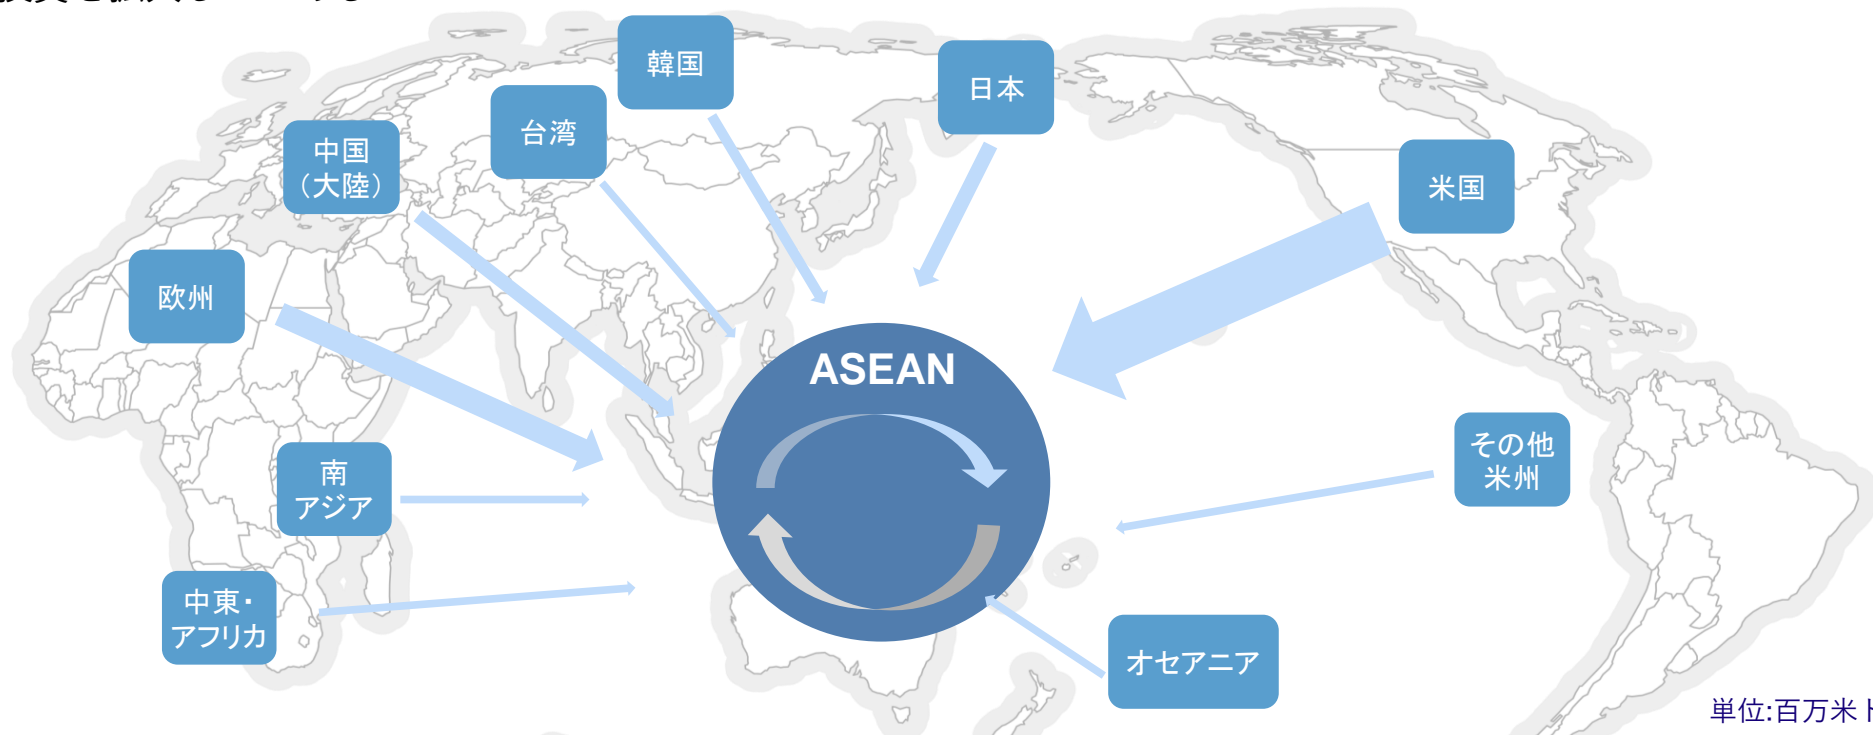 韓国
日本
台湾
中国
（大陸）
米国
欧州
ASEAN
その他
米州
南
アジア
中東・
アフリカ
オセアニア
単位:百万米